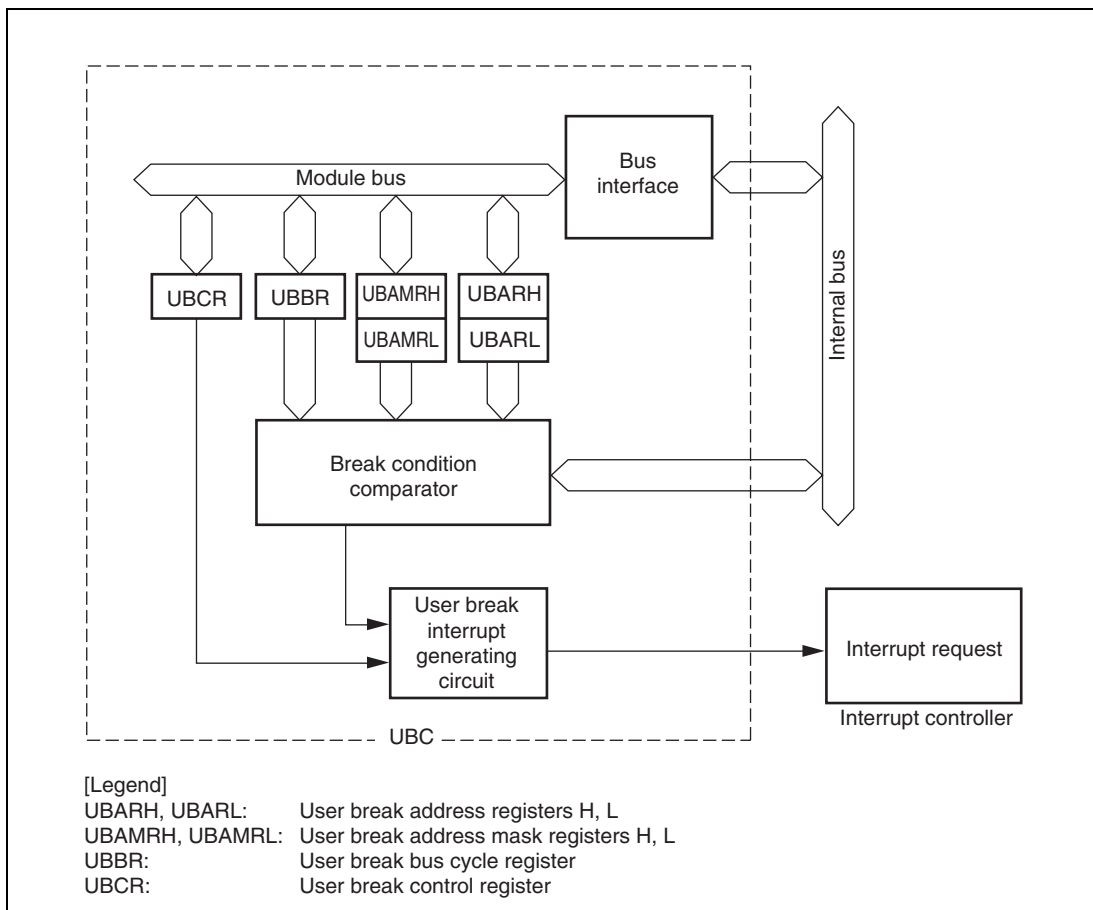 Bus
interface
Module bus
Internal bus
UBCR
UBBR
UBAMRH
UBARH
UBAMRL
UBARL
Break condition
comparator
User break
interrupt
generating
circuit
Interrupt request
Interrupt controller
UBC
[Legend]
UBARH, UBARL: User break address registers H, L
UBAMRH, UBAMRL: User break address mask registers H, L
UBBR: User break bus cycle register
UBCR: User break control register